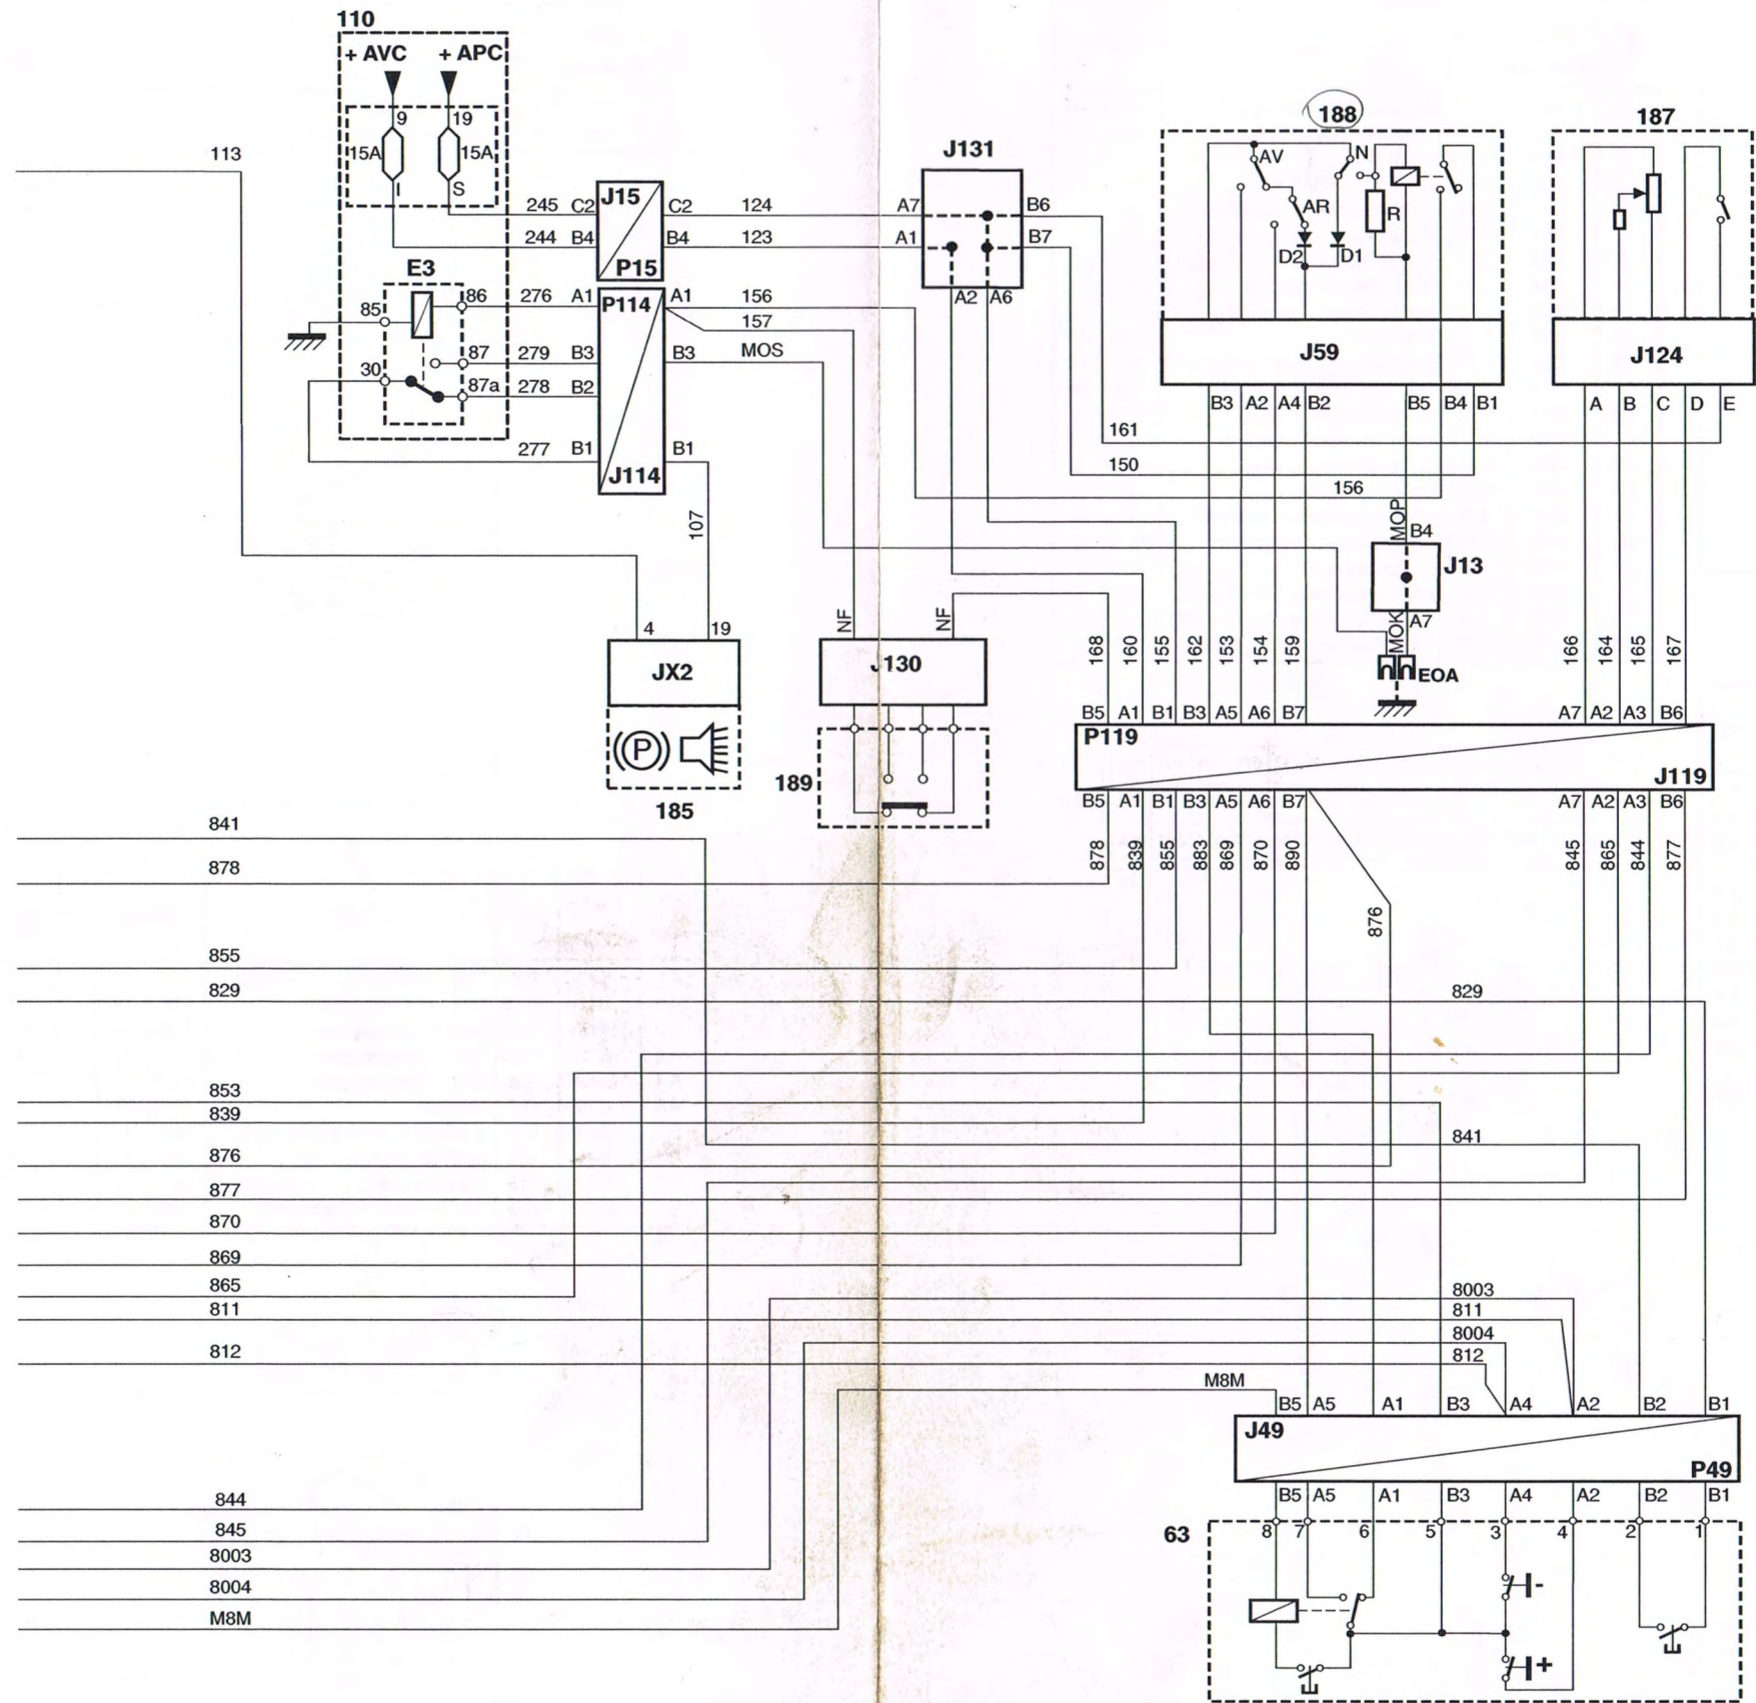 110
+ AVC + APC
188
187
9 19
113
15A 15A
J131
AV N
I S
AR R
J15
245 C2 C2 124 A7 B6
244 B4 B4 123 A1 B7
D2 D1
P15
E3
A2 A6
86 276 A1 P114 A1 156
85
157
J59 J124
87 279 B3 B3 MOS
30
87a 278 B2
B3 A2 A4 B2 B5 B4 B1 A B C D E
161
277 B1 B1
150
J114
156
107
MOP B4
J13
A7
MOK
4 19 NF NF
168 160 155 162 153 154 159 166 164 165 167
JX2 J130
EOA
B5 A1 B1 B3 A5 A6 B7 A7 A2 A3 B6
P119
(P)
J119
189
185
B5 A1 B1 B3 A5 A6 B7 A7 A2 A3 B6
841
878 839 855 883 869 870 890 845 865 844 877
878
876
855
829 829
853
839
841
876
877
870
869
865
8003
811 811
8004
812 812
M8M
B5 A5 A1 B3 A4 A2 B2 B1
J49
P49
844
B5 A5 A1 B3 A4 A2 B2 B1
845
63
8 7 6 5 3 4 2 1
8003
8004
-
M8M
+